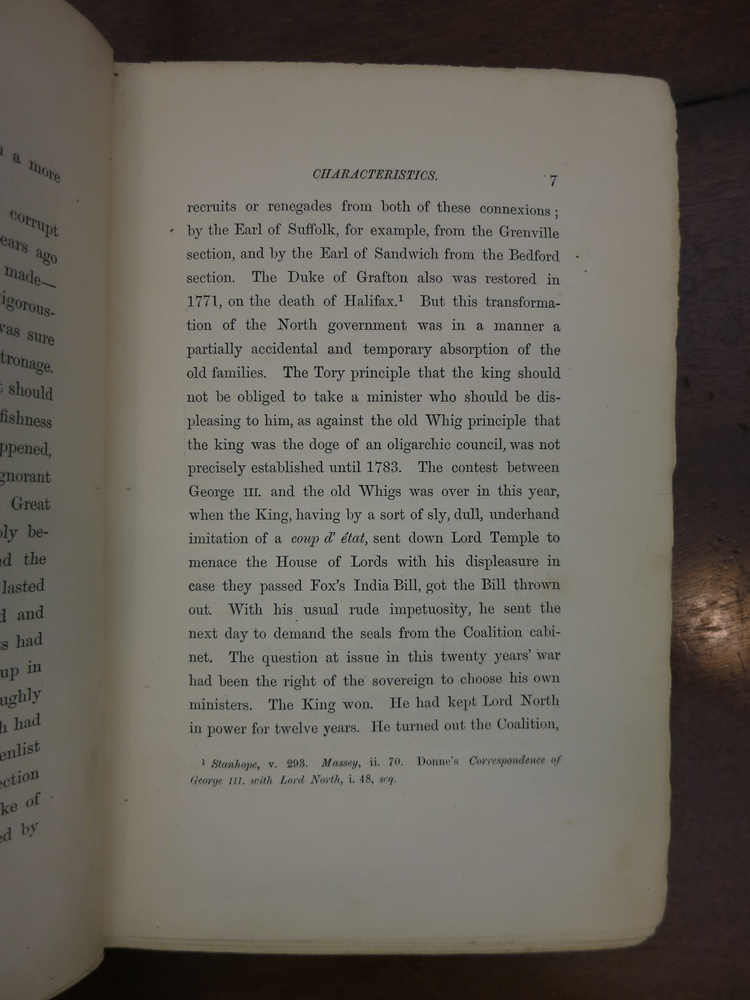 a more
corrupt
ears ago
made—
igorous-
vas sure
tronage.
should
fishness
ppened,
gnorant
Great
ly be-
d the
lasted
d and
s had
up in
ughly
h had
enlist
ection
ke of
ed by
CHARACTERISTICS.
7
recruits or renegades from both of these connexions ;
by the Earl of Suffolk, for example, from the Grenville
section, and by the Earl of Sandwich from the Bedford
section. The Duke of Grafton also was restored in
1771, on the death of Halifax.¹ But this transforma-
tion of the North government was in a manner a
partially accidental and temporary absorption of the
old families. The Tory principle that the king should
not be obliged to take a minister who should be dis-
pleasing to him, as against the old Whig principle that
the king was the doge of an oligarchic council, was not
precisely established until 1783. The contest between
George III. and the old Whigs was over in this year,
when the King, having by a sort of sly, dull, underhand
imitation of a coup d' état, sent down Lord Temple to
menace the House of Lords with his displeasure in
case they passed Fox's India Bill, got the Bill thrown
out. With his usual rude impetuosity, he sent the
next day to demand the seals from the Coalition cabi-
net. The question at issue in this twenty years' war
had been the right of the sovereign to choose his own
ministers. The King won. He had kept Lord North
in power for twelve years. He turned out the Coalition,
¹ Stanhope, v. 293. Massey, ii. 70. Donne's Correspondence of
George III. with Lord North, i. 48, seq.